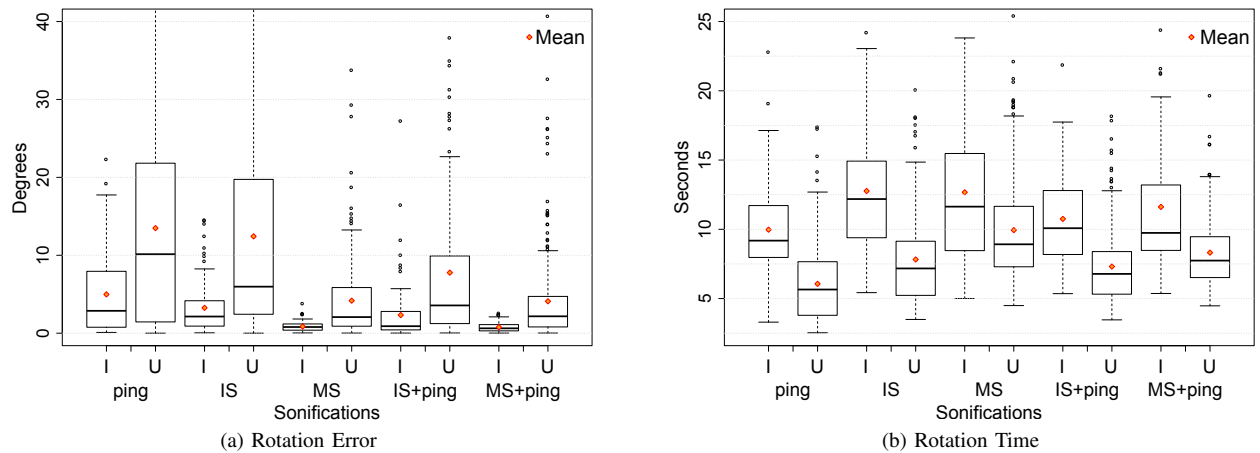 Mean
Degrees
0
10
20
30
40
I U I U I U I U I U
ping IS MS IS+ping MS+ping
Sonifications
(a) Rotation Error
Mean
Seconds
5
10
15
20
25
I U I U I U I U I U
ping IS MS IS+ping MS+ping
Sonifications
(b) Rotation Time